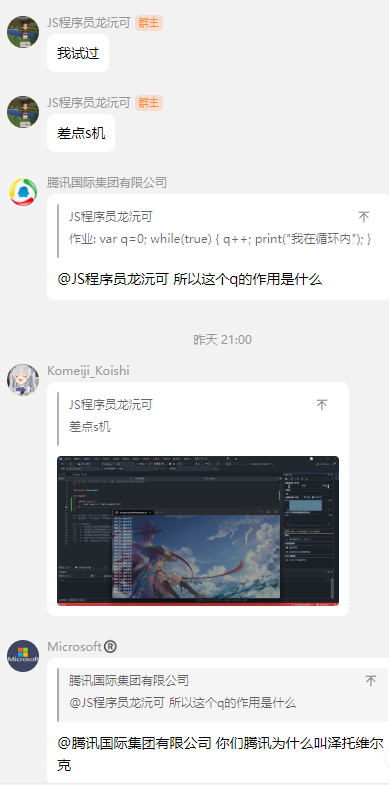 JS程序员龙沅可 群主
我试过
JS程序员龙沅可 群主
差点s机
腾讯国际集团有限公司
JS程序员龙沅可
作业: var q=0; while(true) { q++; print("我在循环内"); }
@JS程序员龙沅可 所以这个q的作用是什么
昨天 21:00
Komeiji_Koishi
JS程序员龙沅可
差点s机
Microsoft®
Microsoft
腾讯国际集团有限公司
@JS程序员龙沅可 所以这个q的作用是什么
@腾讯国际集团有限公司 你们腾讯为什么叫泽托维尔
克